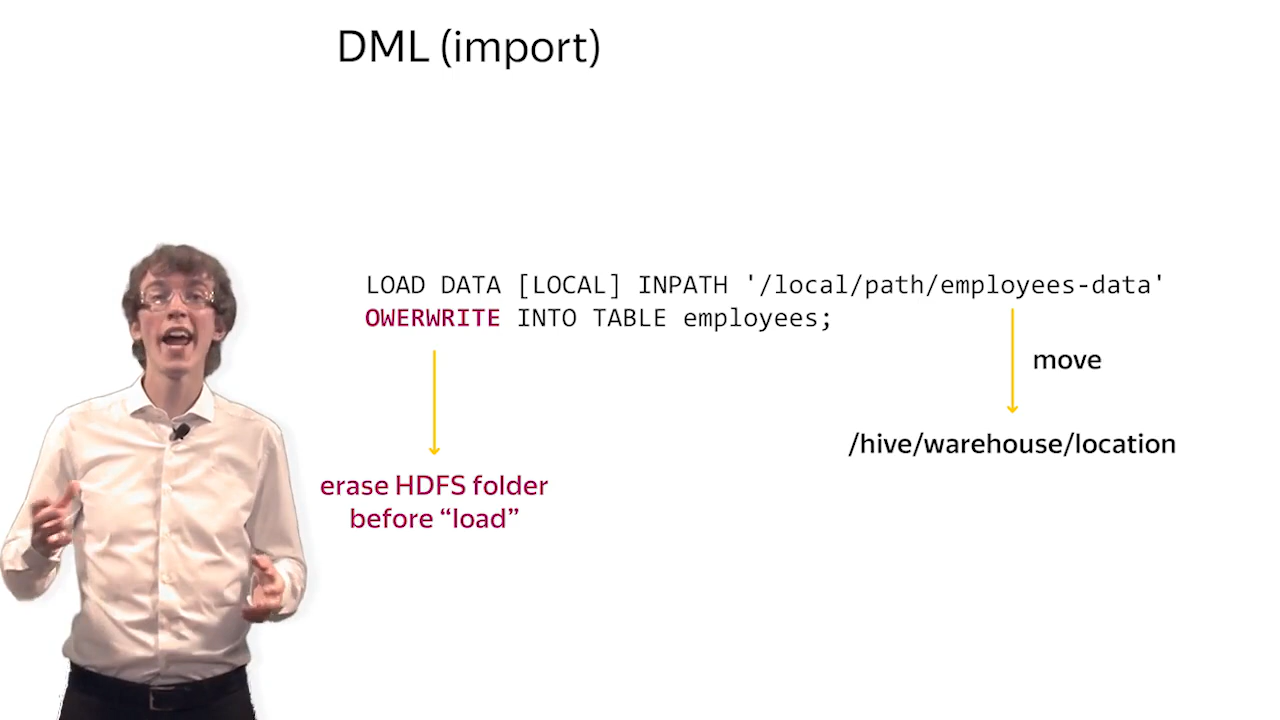 DML (import)
LOAD DATA [LOCAL] INPATH '/local/path/employees-data'
OWERWRITE INTO TABLE employees;
move
/hive/warehouse/location
erase HDFS folder
before “load”